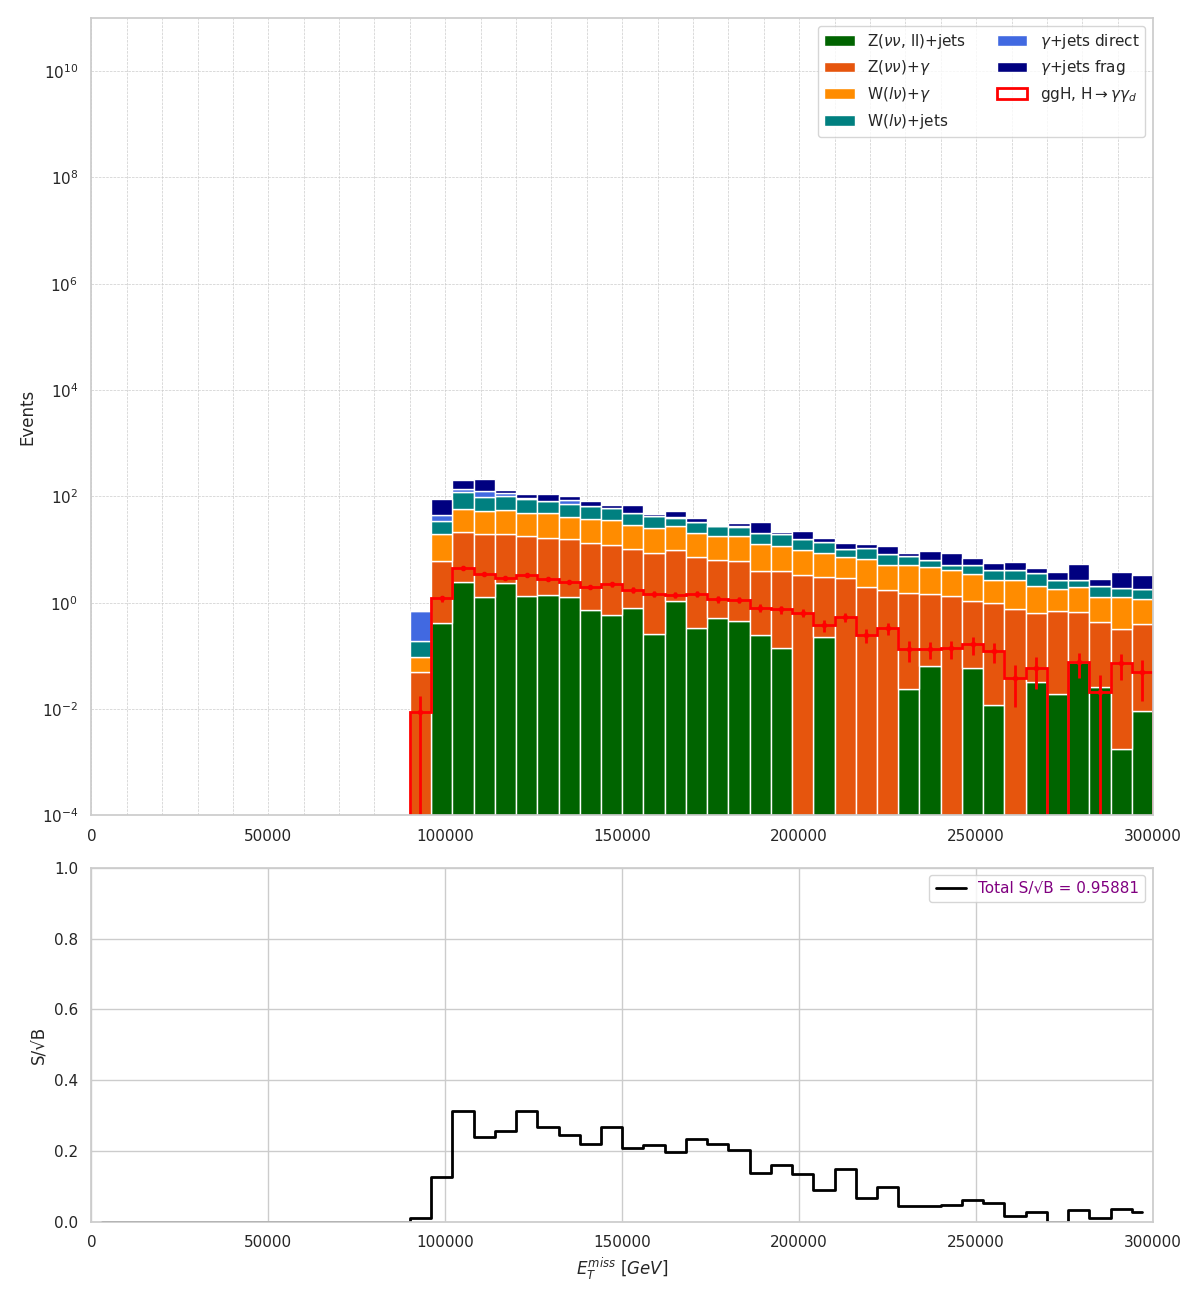 Z(νν, ll)+jets
Z(νν)+γ
W(lν)+γ
W(lν)+jets
γ+jets direct
γ+jets frag
ggH, H→γγ_d
Events
10^10
10^8
10^6
10^4
10^2
10^0
10^−2
10^−4
0 50000 100000 150000 200000 250000 300000
Total S/√B = 0.95881
S/√B
1.0
0.8
0.6
0.4
0.2
0.0
0 50000 100000 150000 200000 250000 300000
E_T^miss [GeV]